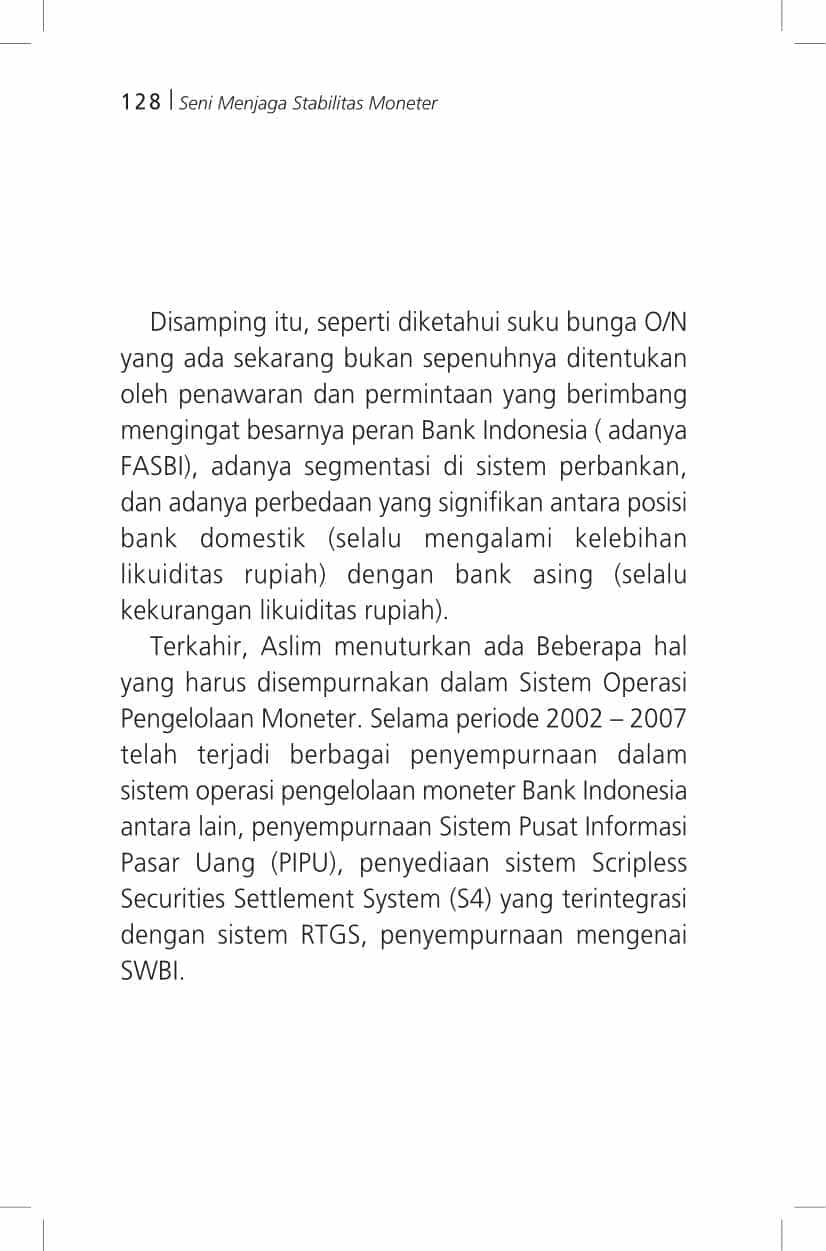 128 | Seni Menjaga Stabilitas Moneter
Disamping itu, seperti diketahui suku bunga O/N
yang ada sekarang bukan sepenuhnya ditentukan
oleh penawaran dan permintaan yang berimbang
mengingat besarnya peran Bank Indonesia ( adanya
FASBI), adanya segmentasi di sistem perbankan,
dan adanya perbedaan yang signifikan antara posisi
bank domestik (selalu mengalami kelebihan
likuiditas rupiah) dengan bank asing (selalu
kekurangan likuiditas rupiah).
Terkahir, Aslim menuturkan ada Beberapa hal
yang harus disempurnakan dalam Sistem Operasi
Pengelolaan Moneter. Selama periode 2002 – 2007
telah terjadi berbagai penyempurnaan dalam
sistem operasi pengelolaan moneter Bank Indonesia
antara lain, penyempurnaan Sistem Pusat Informasi
Pasar Uang (PIPU), penyediaan sistem Scripless
Securities Settlement System (S4) yang terintegrasi
dengan sistem RTGS, penyempurnaan mengenai
SWBI.